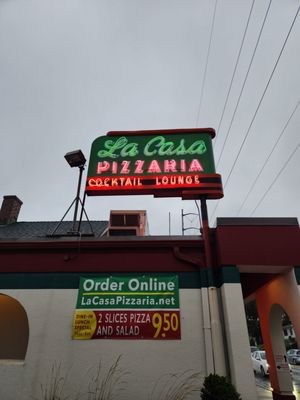 La Casa
PIZZARIA
COCKTAIL LOUNGE
Order Online
LaCasaPizzaria.net
DINE-IN
LUNCH
SPECIAL
2 SLICES PIZZA
AND SALAD
9.50